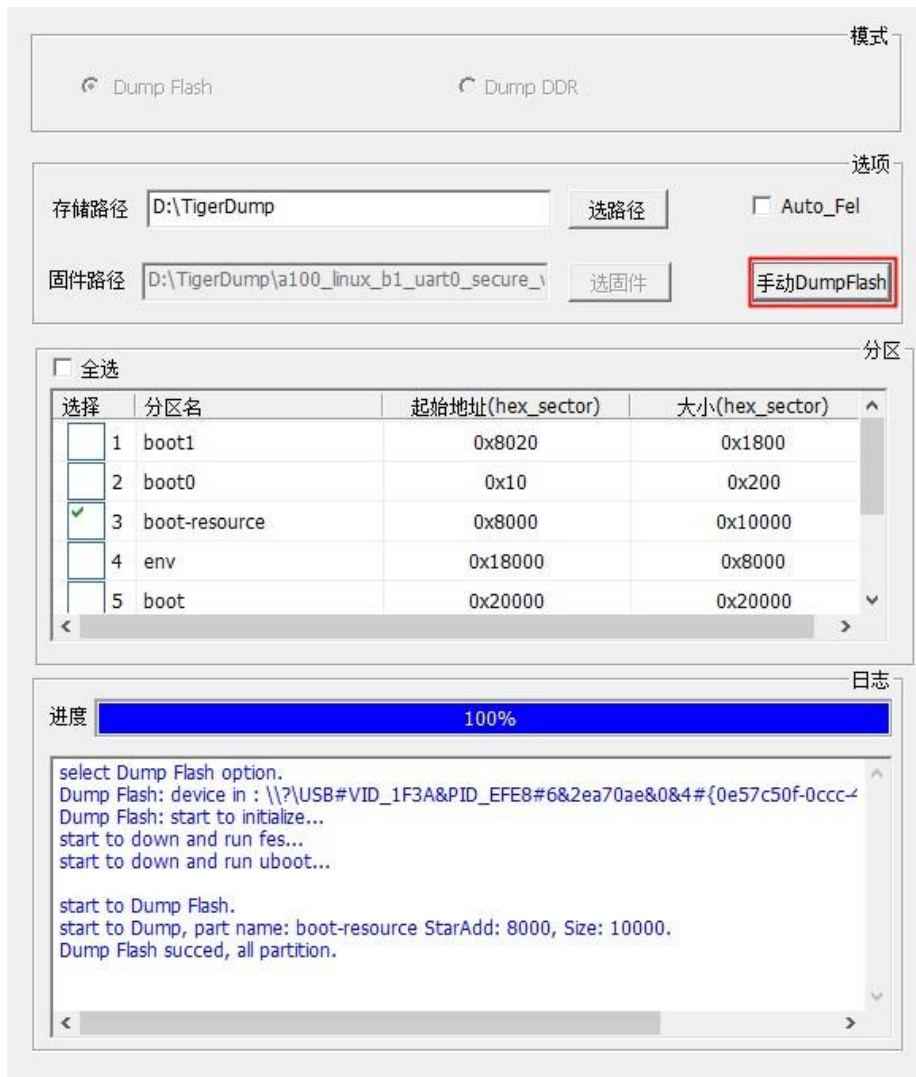 模式
Dump Flash Dump DDR
选项
存储路径 D:\TigerDump 选路径 Auto_Fel
固件路径 D:\TigerDump\a100_linux_b1_uart0_secure_ 选固件 手动DumpFlash
分区
全选
选择 分区名 起始地址(hex_sector) 大小(hex_sector)
1 boot1 0x8020 0x1800
2 boot0 0x10 0x200
3 boot-resource 0x8000 0x10000
4 env 0x18000 0x8000
5 boot 0x20000 0x20000
日志
进度 100%
select Dump Flash option.
Dump Flash: device in : \\?\USB#VID_1F3A&PID_EFE8#6&2ea70ae&0&4#{0e57c50f-0ccc-4
Dump Flash: start to initialize...
start to down and run fes...
start to down and run uboot...
start to Dump Flash.
start to Dump, part name: boot-resource StarAdd: 8000, Size: 10000.
Dump Flash succed, all partition.